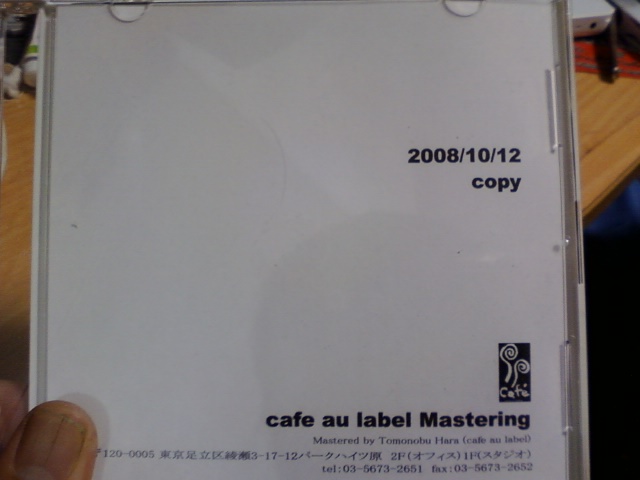 2008/10/12
copy
Café
cafe au label Mastering
Mastered by Tomonobu Hara (cafe au label)
〒120-0005 東京足立区綾瀬3-17-12パークハイツ原 2F(オフィス)1F(スタジオ)
tel:03-5673-2651 fax:03-5673-2652